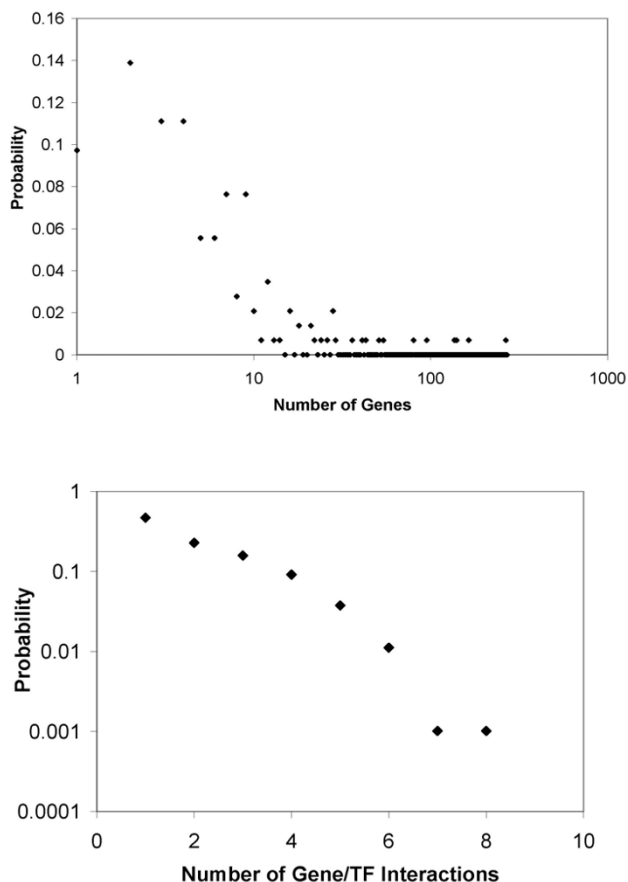 0.16
0.14
0.12
0.1
0.08
0.06
0.04
0.02
0
Probability
1 10 100 1000
Number of Genes
1
0.1
0.01
0.001
0.0001
Probability
0 2 4 6 8 10
Number of Gene/TF Interactions